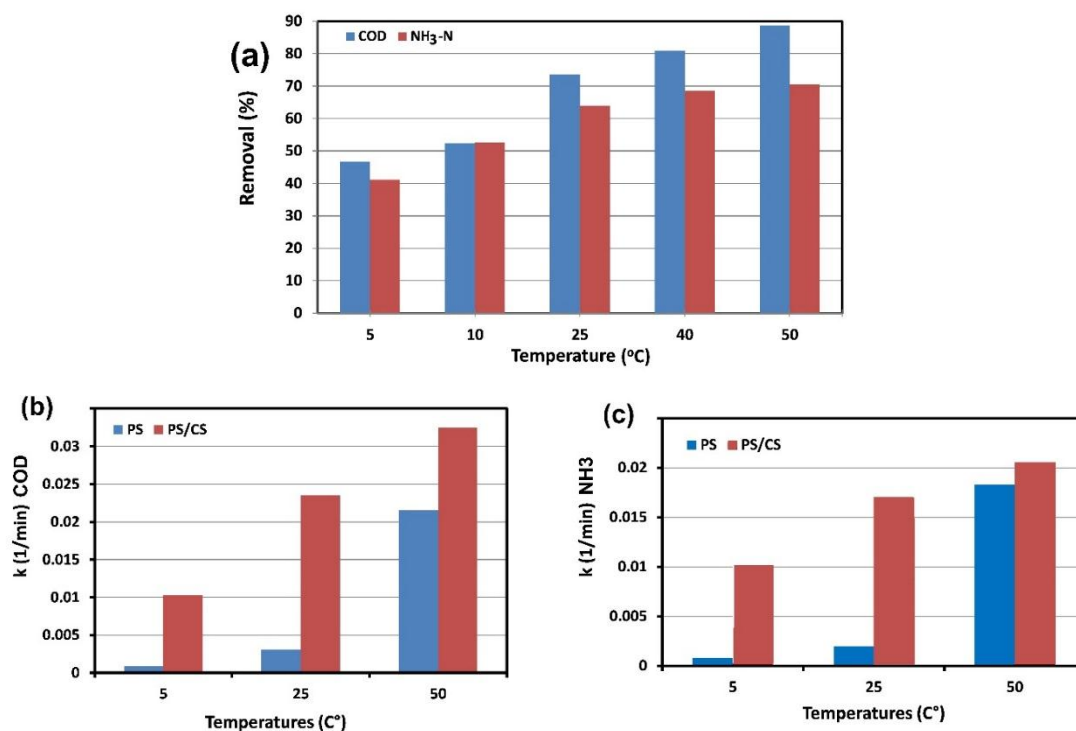 (a)
COD NH3-N
Removal (%)
90
80
70
60
50
40
30
20
10
0
5 10 25 40 50
Temperature (ºC)
(b)
PS PS/CS
k (1/min) COD
0.03
0.025
0.02
0.015
0.01
0.005
0
5 25 50
Temperatures (C°)
(c)
PS PS/CS
k (1/min) NH3
0.02
0.015
0.01
0.005
0
5 25 50
Temperatures (C°)